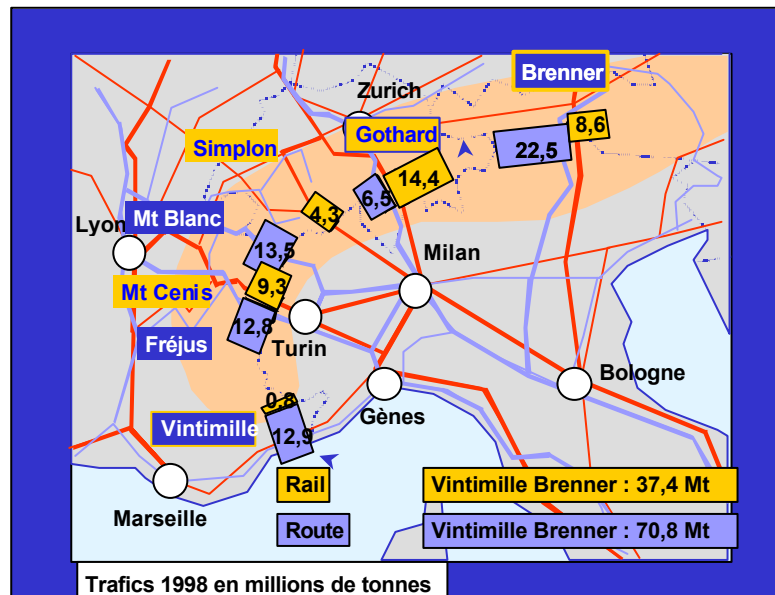 Brenner
Zurich
8,6
Gothard
22,5
Simplon
14,4
6,5
4,3
Mt Blanc
Lyon
13,5
Milan
9,3
Mt Cenis
12,8
Fréjus
Turin
Bologne
Gènes
0,8
Vintimille
12,9
Rail
Vintimille Brenner : 37,4 Mt
Marseille
Route
Vintimille Brenner : 70,8 Mt
Trafics 1998 en millions de tonnes